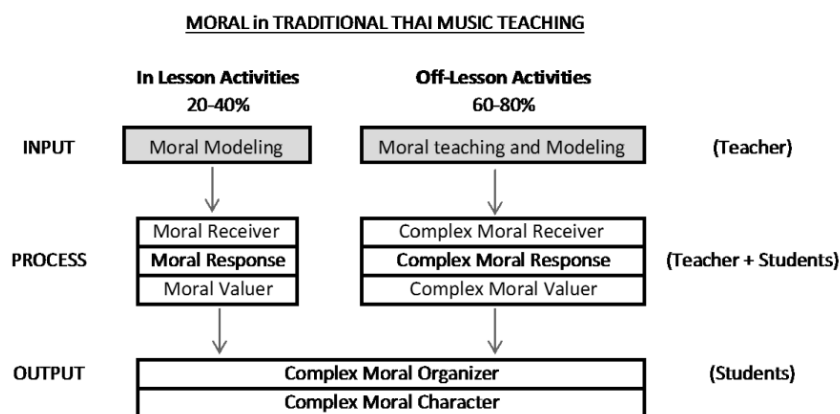 MORAL in TRADITIONAL THAI MUSIC TEACHING
In Lesson Activities Off-Lesson Activities
20-40% 60-80%
INPUT Moral Modeling Moral teaching and Modeling (Teacher)
Moral Receiver Complex Moral Receiver
PROCESS Moral Response Complex Moral Response (Teacher + Students)
Moral Valuer Complex Moral Valuer
OUTPUT Complex Moral Organizer (Students)
Complex Moral Character